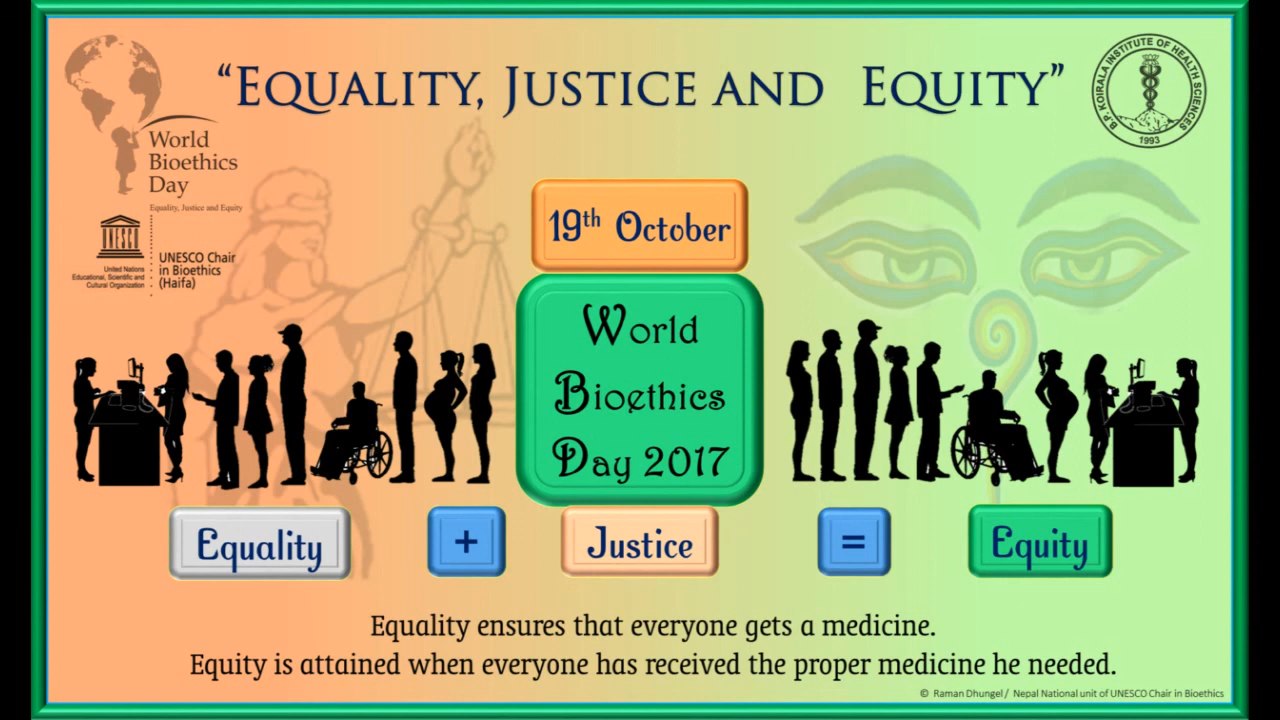 “Equality, Justice and Equity”
World
Bioethics
Day
Equality, Justice and Equity
UNESCO
United Nations
Educational, Scientific and
Cultural Organization
UNESCO Chair
in Bioethics
(Haifa)
B.P. KOIRALA INSTITUTE OF HEALTH SCIENCES
1993
19th October
World
Bioethics
Day 2017
Equality + Justice = Equity
Equality ensures that everyone gets a medicine.
Equity is attained when everyone has received the proper medicine he needed.
© Raman Dhungel / Nepal National unit of UNESCO Chair in Bioethics